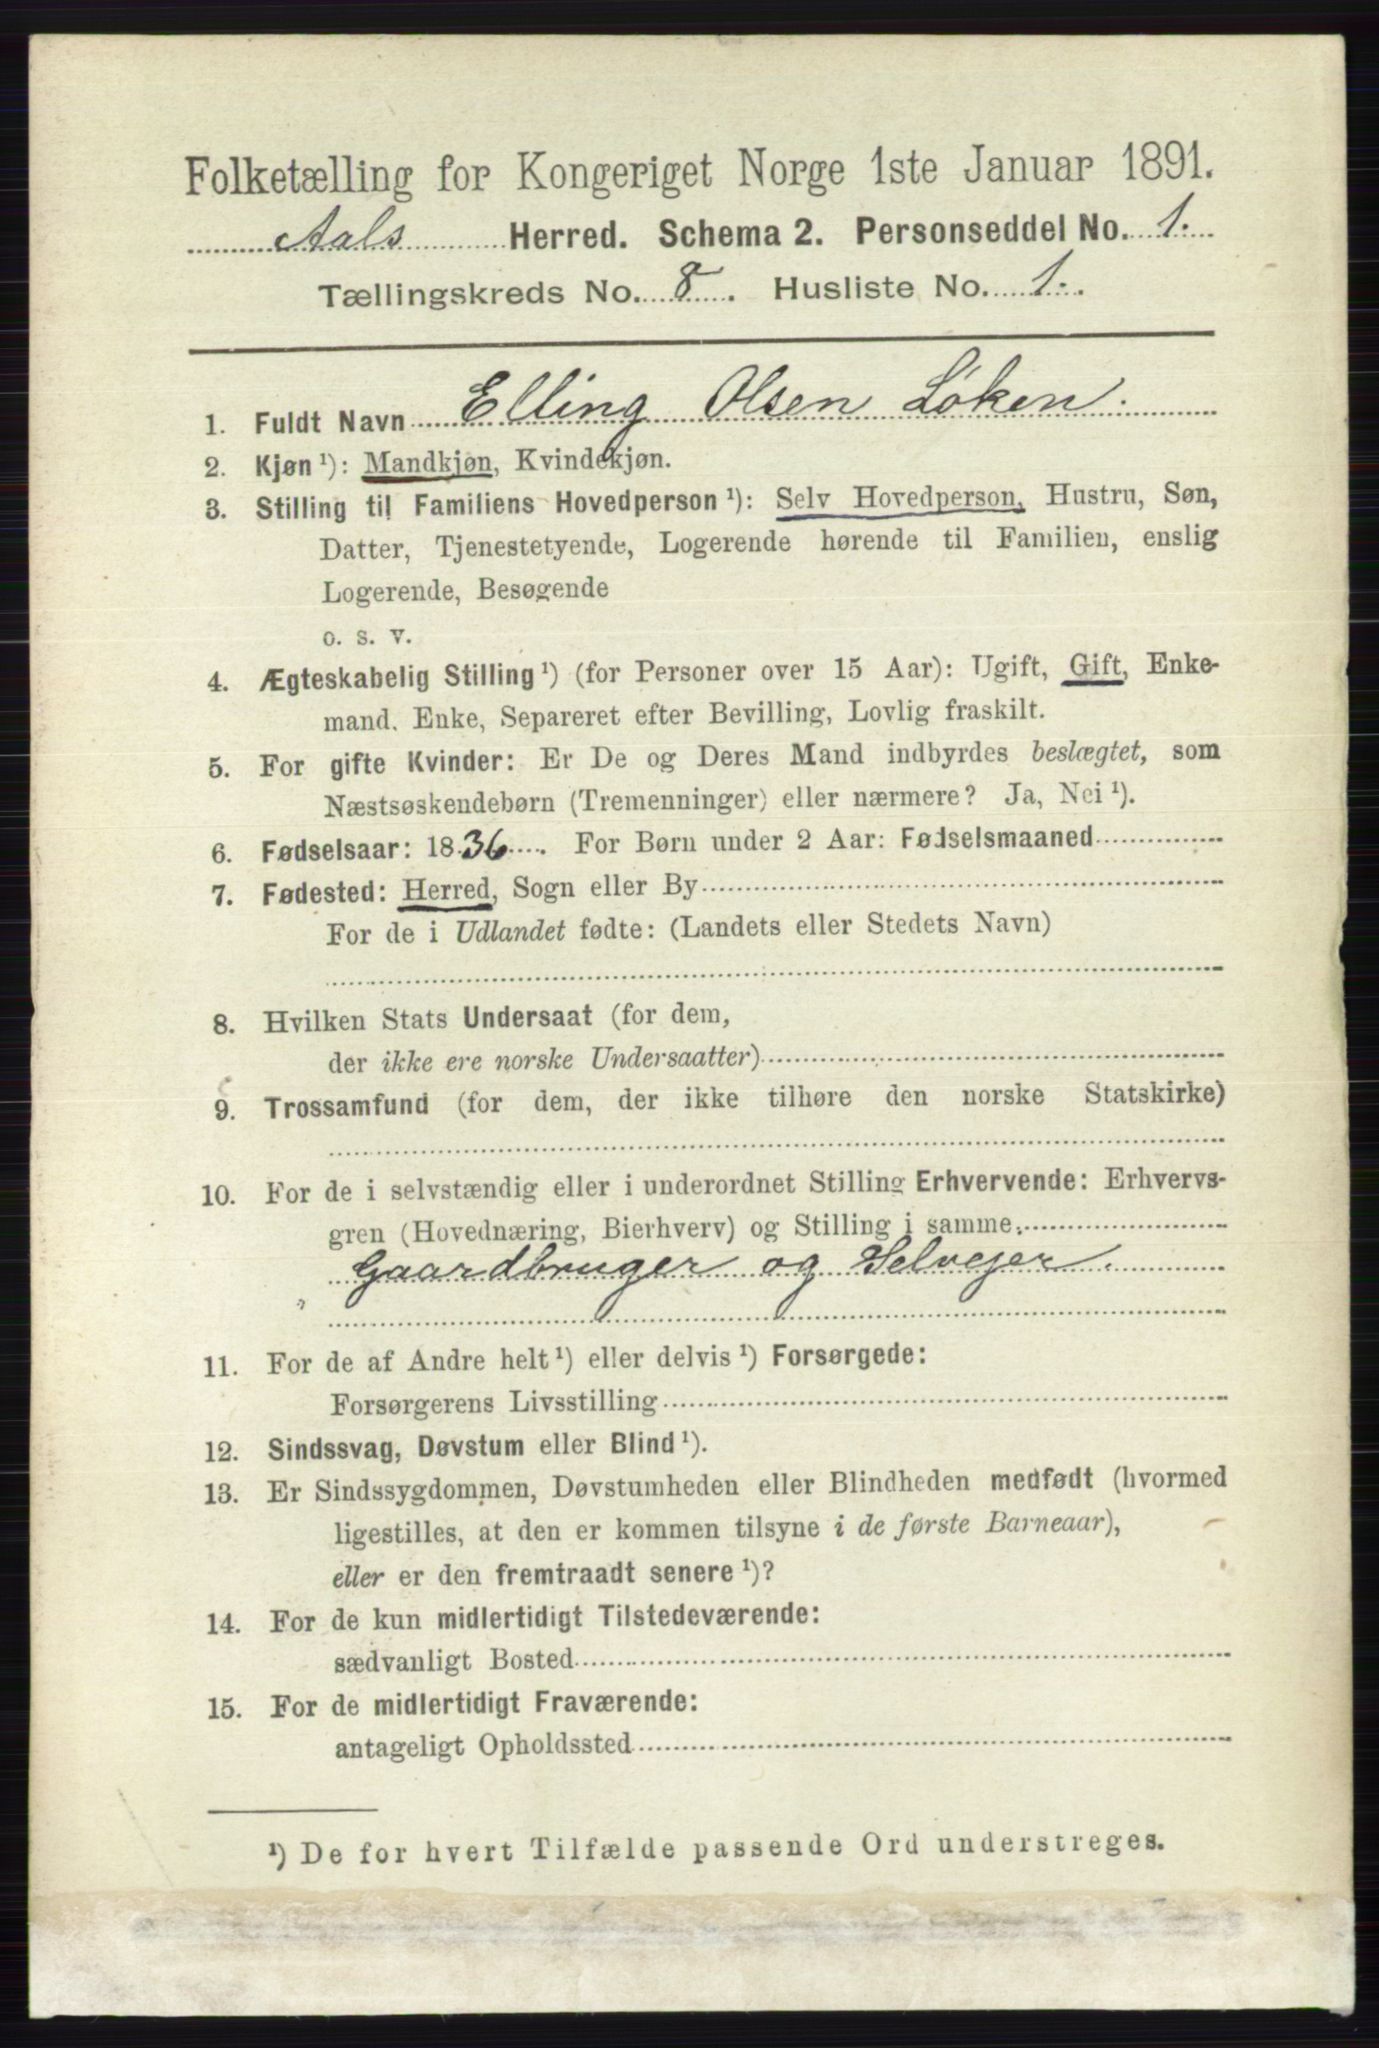 Folketælling for Kongeriget Norge 1ste Januar 1891.
Aals Herred. Schema 2. Personseddel No. 1.
Tællingskreds No. 8. Husliste No. 1.
1. Fuldt Navn Elling Olsen Løken.
2. Kjøn ¹): Mandkjøn, Kvindekjøn.
3. Stilling til Familiens Hovedperson ¹): Selv Hovedperson, Hustru, Søn,
Datter, Tjenestetyende, Logerende hørende til Familien, enslig
Logerende, Besøgende
o. s. v.
4. Ægteskabelig Stilling ¹) (for Personer over 15 Aar): Ugift, Gift, Enke-
mand. Enke, Separeret efter Bevilling, Lovlig fraskilt.
5. For gifte Kvinder: Er De og Deres Mand indbyrdes beslægtet, som
Næstsøskendebørn (Tremenninger) eller nærmere? Ja, Nei ¹).
6. Fødselsaar: 1836. For Børn under 2 Aar: Fødselsmaaned
7. Fødested: Herred, Sogn eller By
For de i Udlandet fødte: (Landets eller Stedets Navn)
8. Hvilken Stats Undersaat (for dem,
der ikke ere norske Undersaatter)
9. Trossamfund (for dem, der ikke tilhøre den norske Statskirke)
10. For de i selvstændig eller i underordnet Stilling Erhvervende: Erhvervs-
gren (Hovednæring, Bierhverv) og Stilling i samme.
Gaardbruger og Selvejer.
11. For de af Andre helt ¹) eller delvis ¹) Forsørgede:
Forsørgerens Livsstilling
12. Sindssvag, Døvstum eller Blind ¹).
13. Er Sindssygdommen, Døvstumheden eller Blindheden medfødt (hvormed
ligestilles, at den er kommen tilsyne i de første Barneaar),
eller er den fremtraadt senere ¹)?
14. For de kun midlertidigt Tilstedeværende:
sædvanligt Bosted
15. For de midlertidigt Fraværende:
antageligt Opholdssted
¹) De for hvert Tilfælde passende Ord understreges.